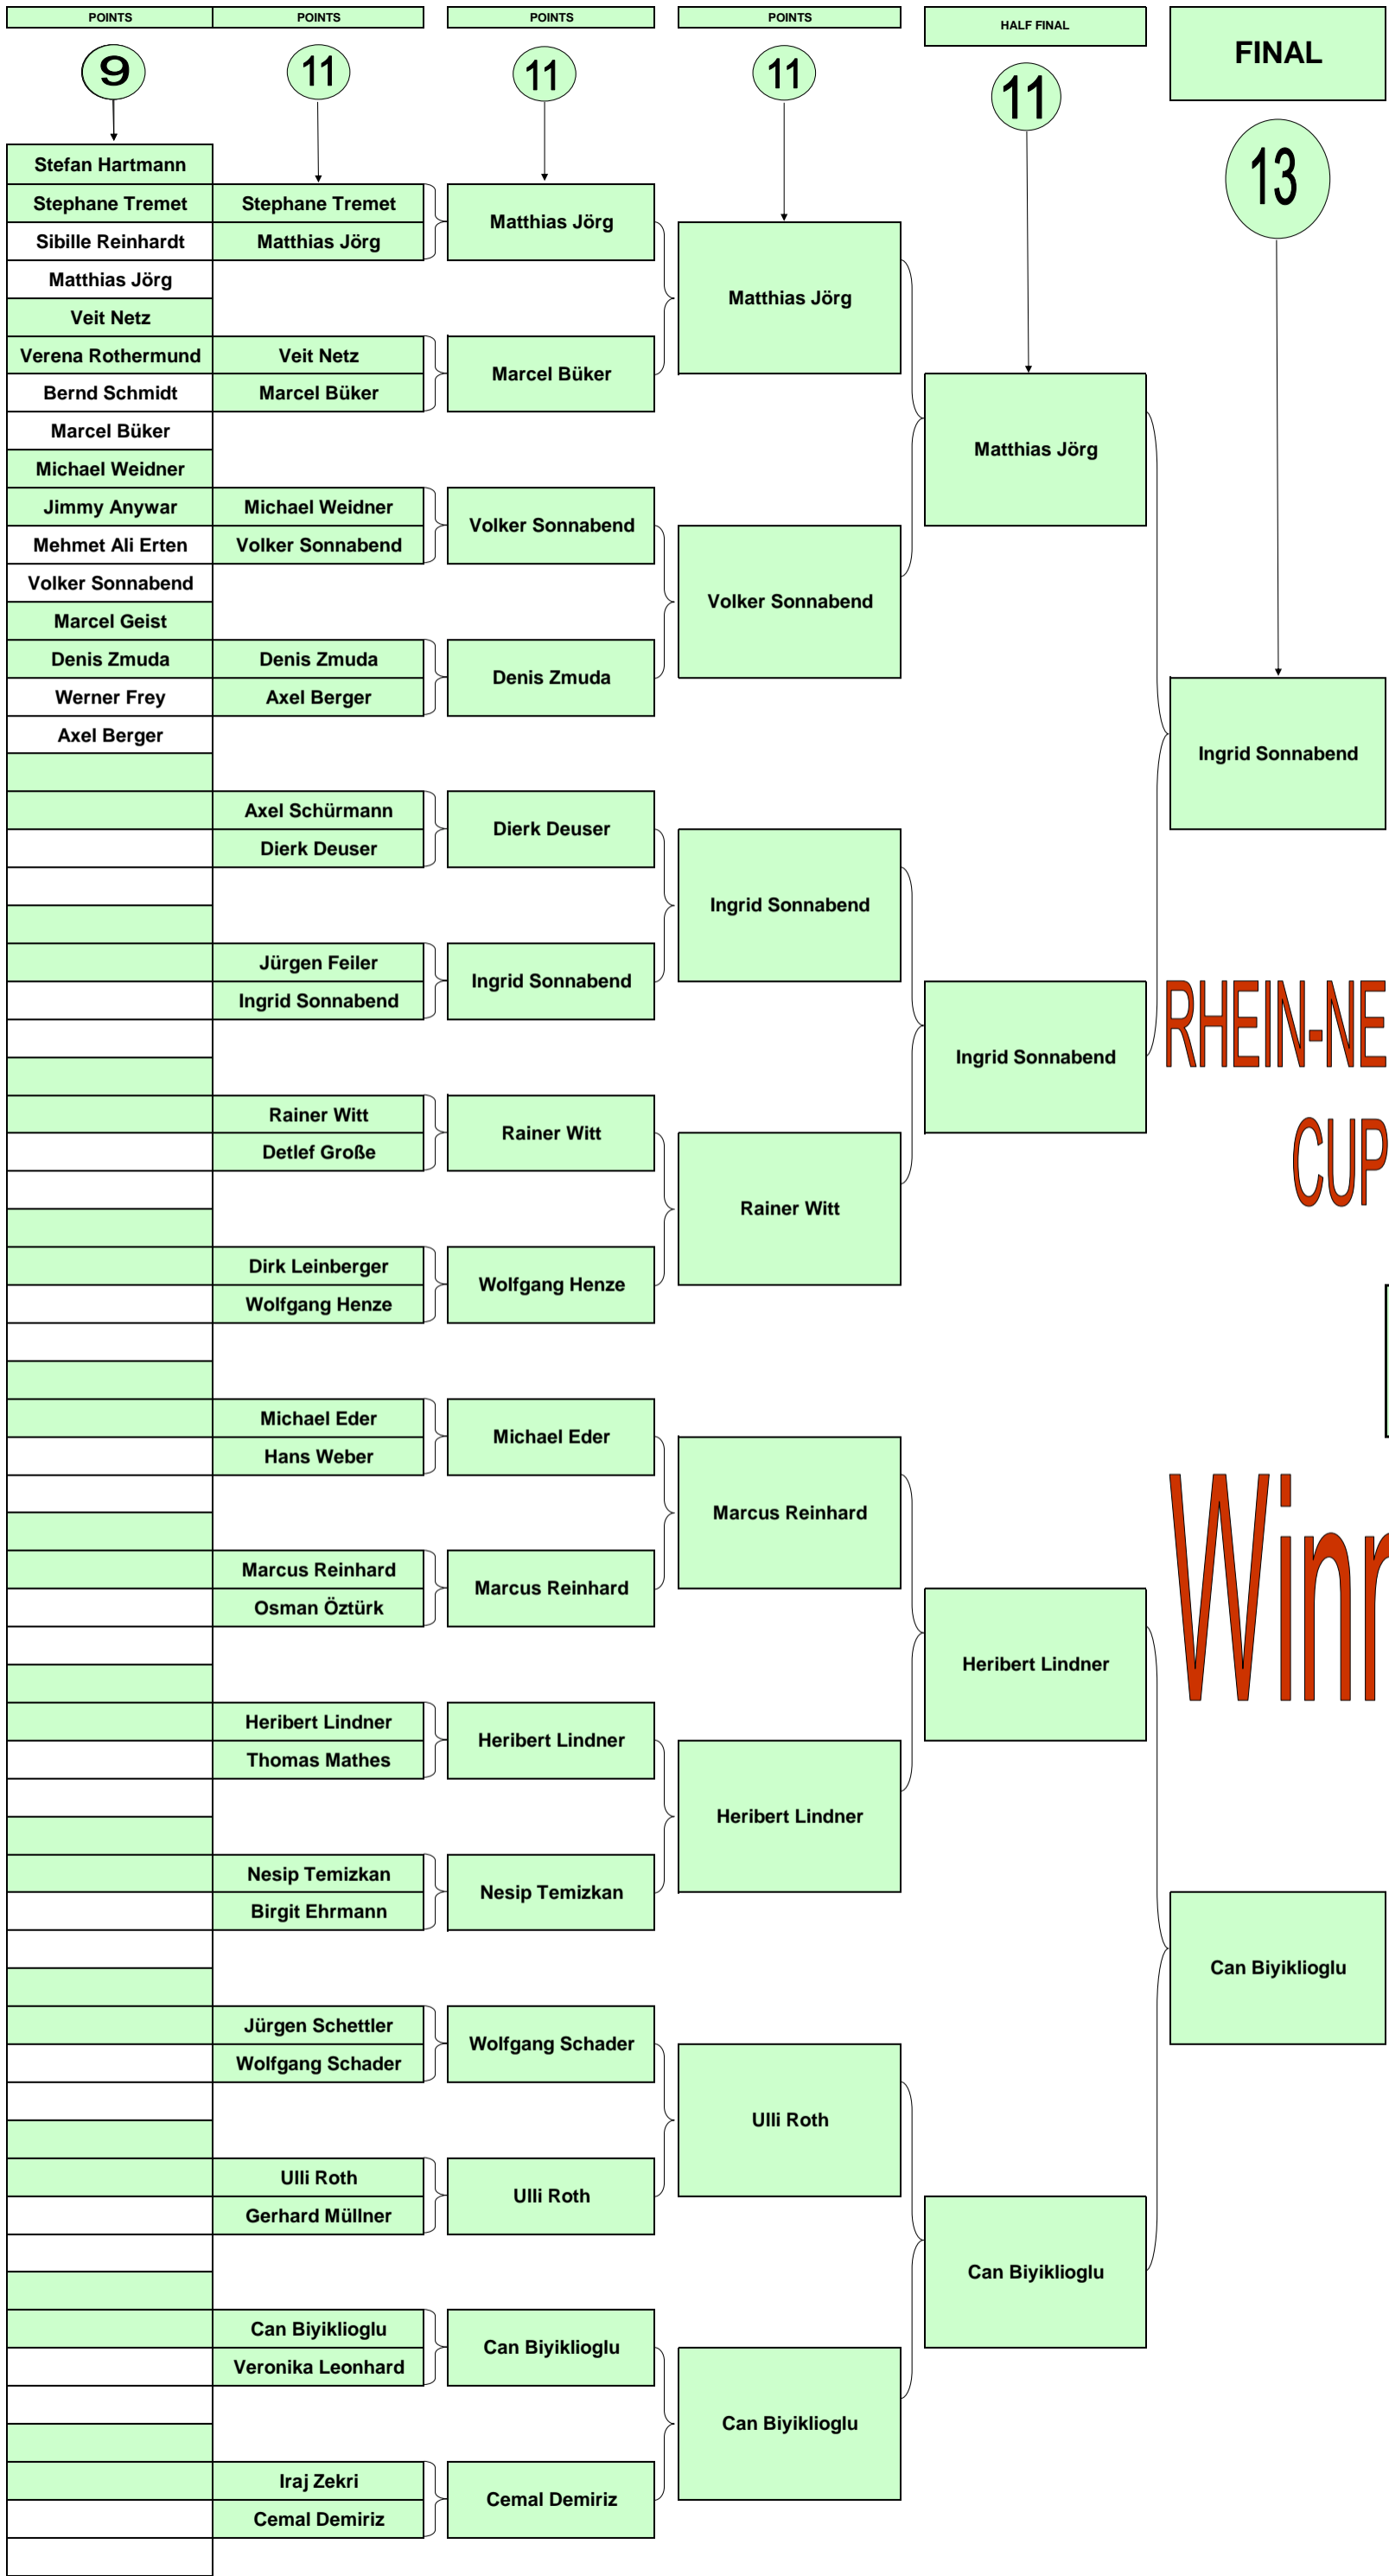 POINTS POINTS POINTS POINTS HALF FINAL FINAL
9 11 11 11 11 13
Stefan Hartmann
Stephane Tremet Stephane Tremet Matthias Jörg
Sibille Reinhardt Matthias Jörg
Matthias Jörg Matthias Jörg
Veit Netz
Verena Rothermund Veit Netz Marcel Büker
Bernd Schmidt Marcel Büker
Marcel Büker Matthias Jörg
Michael Weidner
Jimmy Anywar Michael Weidner Volker Sonnabend
Mehmet Ali Erten Volker Sonnabend
Volker Sonnabend Volker Sonnabend
Marcel Geist
Denis Zmuda Denis Zmuda Denis Zmuda
Werner Frey Axel Berger
Axel Berger Ingrid Sonnabend
Axel Schürmann Dierk Deuser
Dierk Deuser
Ingrid Sonnabend
Jürgen Feiler Ingrid Sonnabend
Ingrid Sonnabend
RHEIN-NE
Ingrid Sonnabend
Rainer Witt Rainer Witt
Detlef Große
CUP
Rainer Witt
Dirk Leinberger Wolfgang Henze
Wolfgang Henze
Michael Eder Michael Eder
Hans Weber
Marcus Reinhard
Winn
Marcus Reinhard Marcus Reinhard
Osman Öztürk
Heribert Lindner
Heribert Lindner Heribert Lindner
Thomas Mathes
Heribert Lindner
Nesip Temizkan Nesip Temizkan
Birgit Ehrmann
Can Biyiklioglu
Jürgen Schettler Wolfgang Schader
Wolfgang Schader
Ulli Roth
Ulli Roth Ulli Roth
Gerhard Müllner
Can Biyiklioglu
Can Biyiklioglu Can Biyiklioglu
Veronika Leonhard
Can Biyiklioglu
Iraj Zekri Cemal Demiriz
Cemal Demiriz